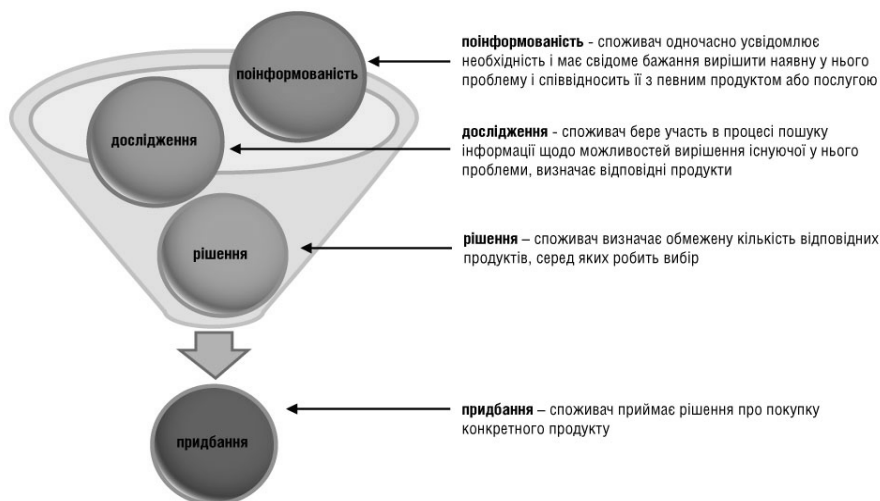 поінформованість
поінформованість - споживач одночасно усвідомлює
необхідність і має свідоме бажання вирішити наявну у нього
проблему і співвідносить її з певним продуктом або послугою
дослідження
дослідження - споживач бере участь в процесі пошуку
інформації щодо можливостей вирішення існуючої у нього
проблеми, визначає відповідні продукти
рішення
рішення – споживач визначає обмежену кількість відповідних
продуктів, серед яких робить вибір
придбання
придбання – споживач приймає рішення про покупку
конкретного продукту